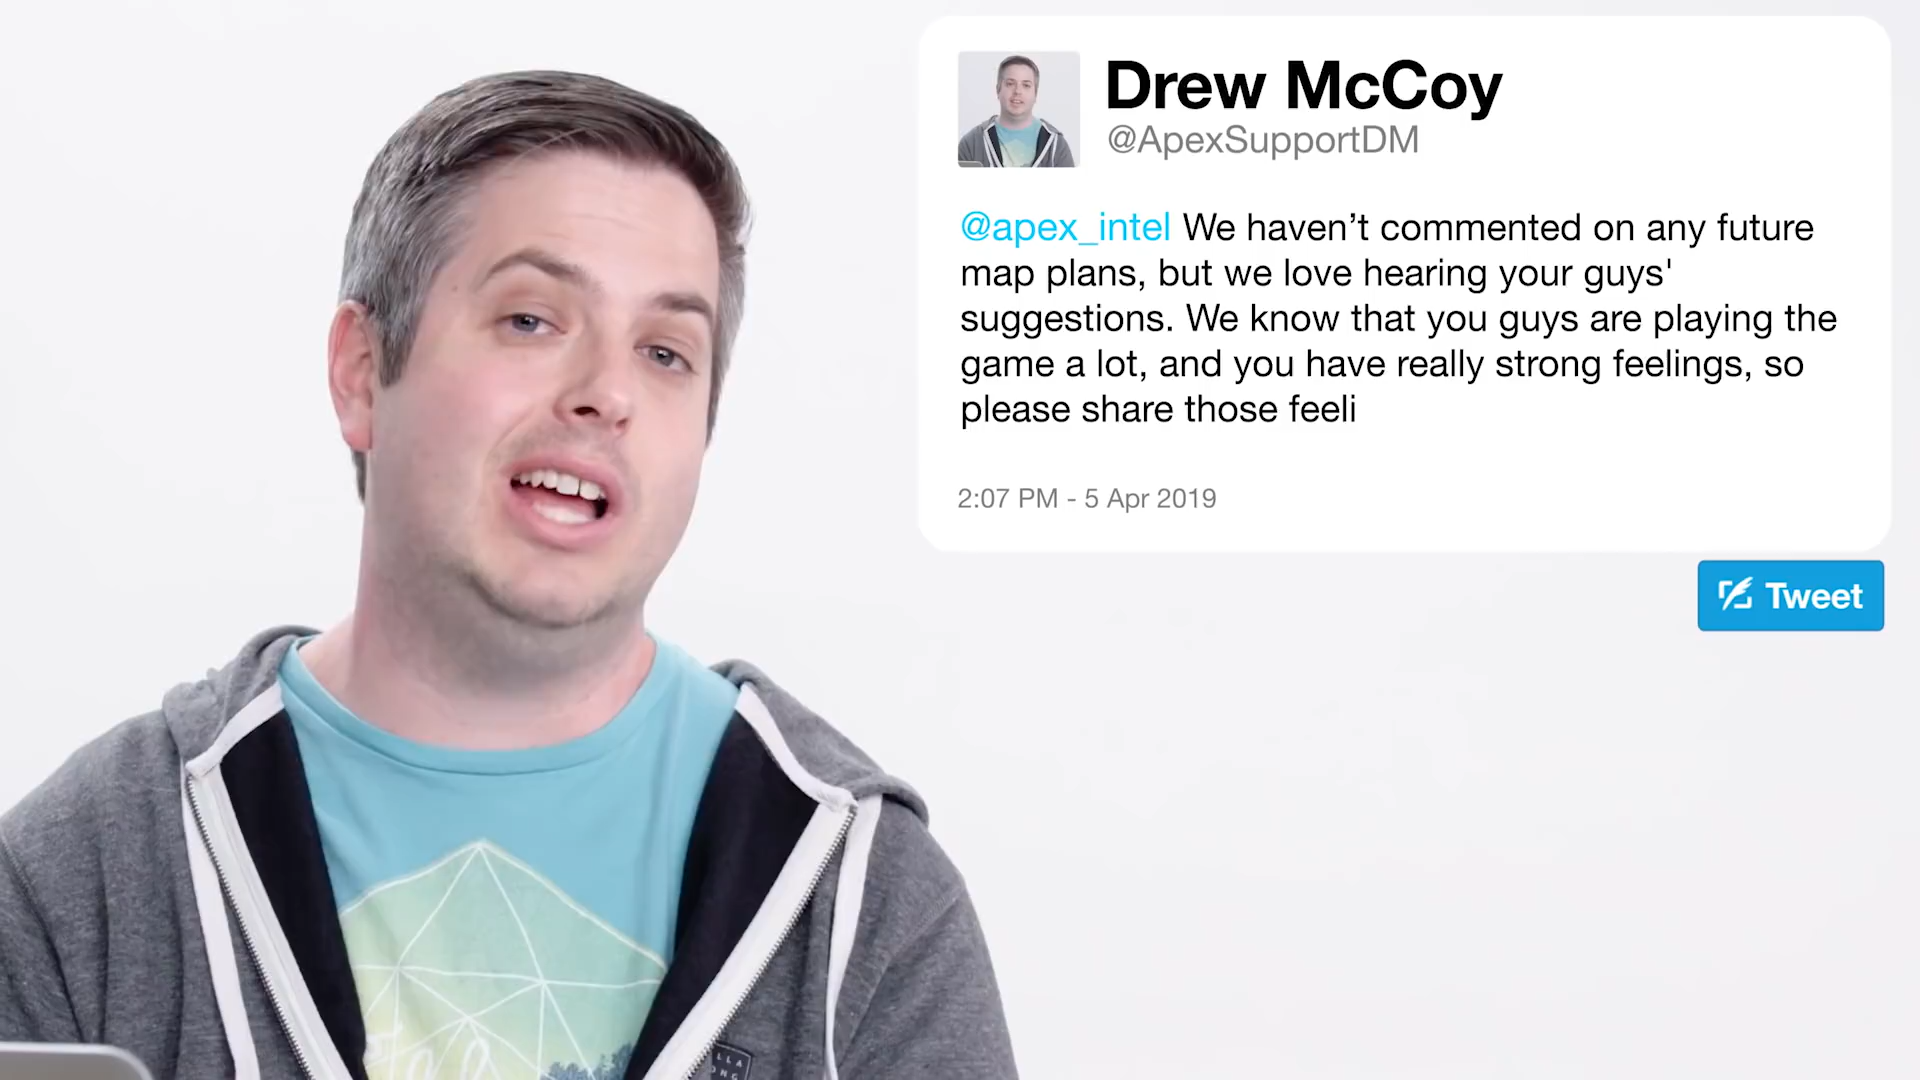 Drew McCoy
@ApexSupportDM
@apex_intel We haven’t commented on any future
map plans, but we love hearing your guys'
suggestions. We know that you guys are playing the
game a lot, and you have really strong feelings, so
please share those feeli
2:07 PM - 5 Apr 2019
Tweet